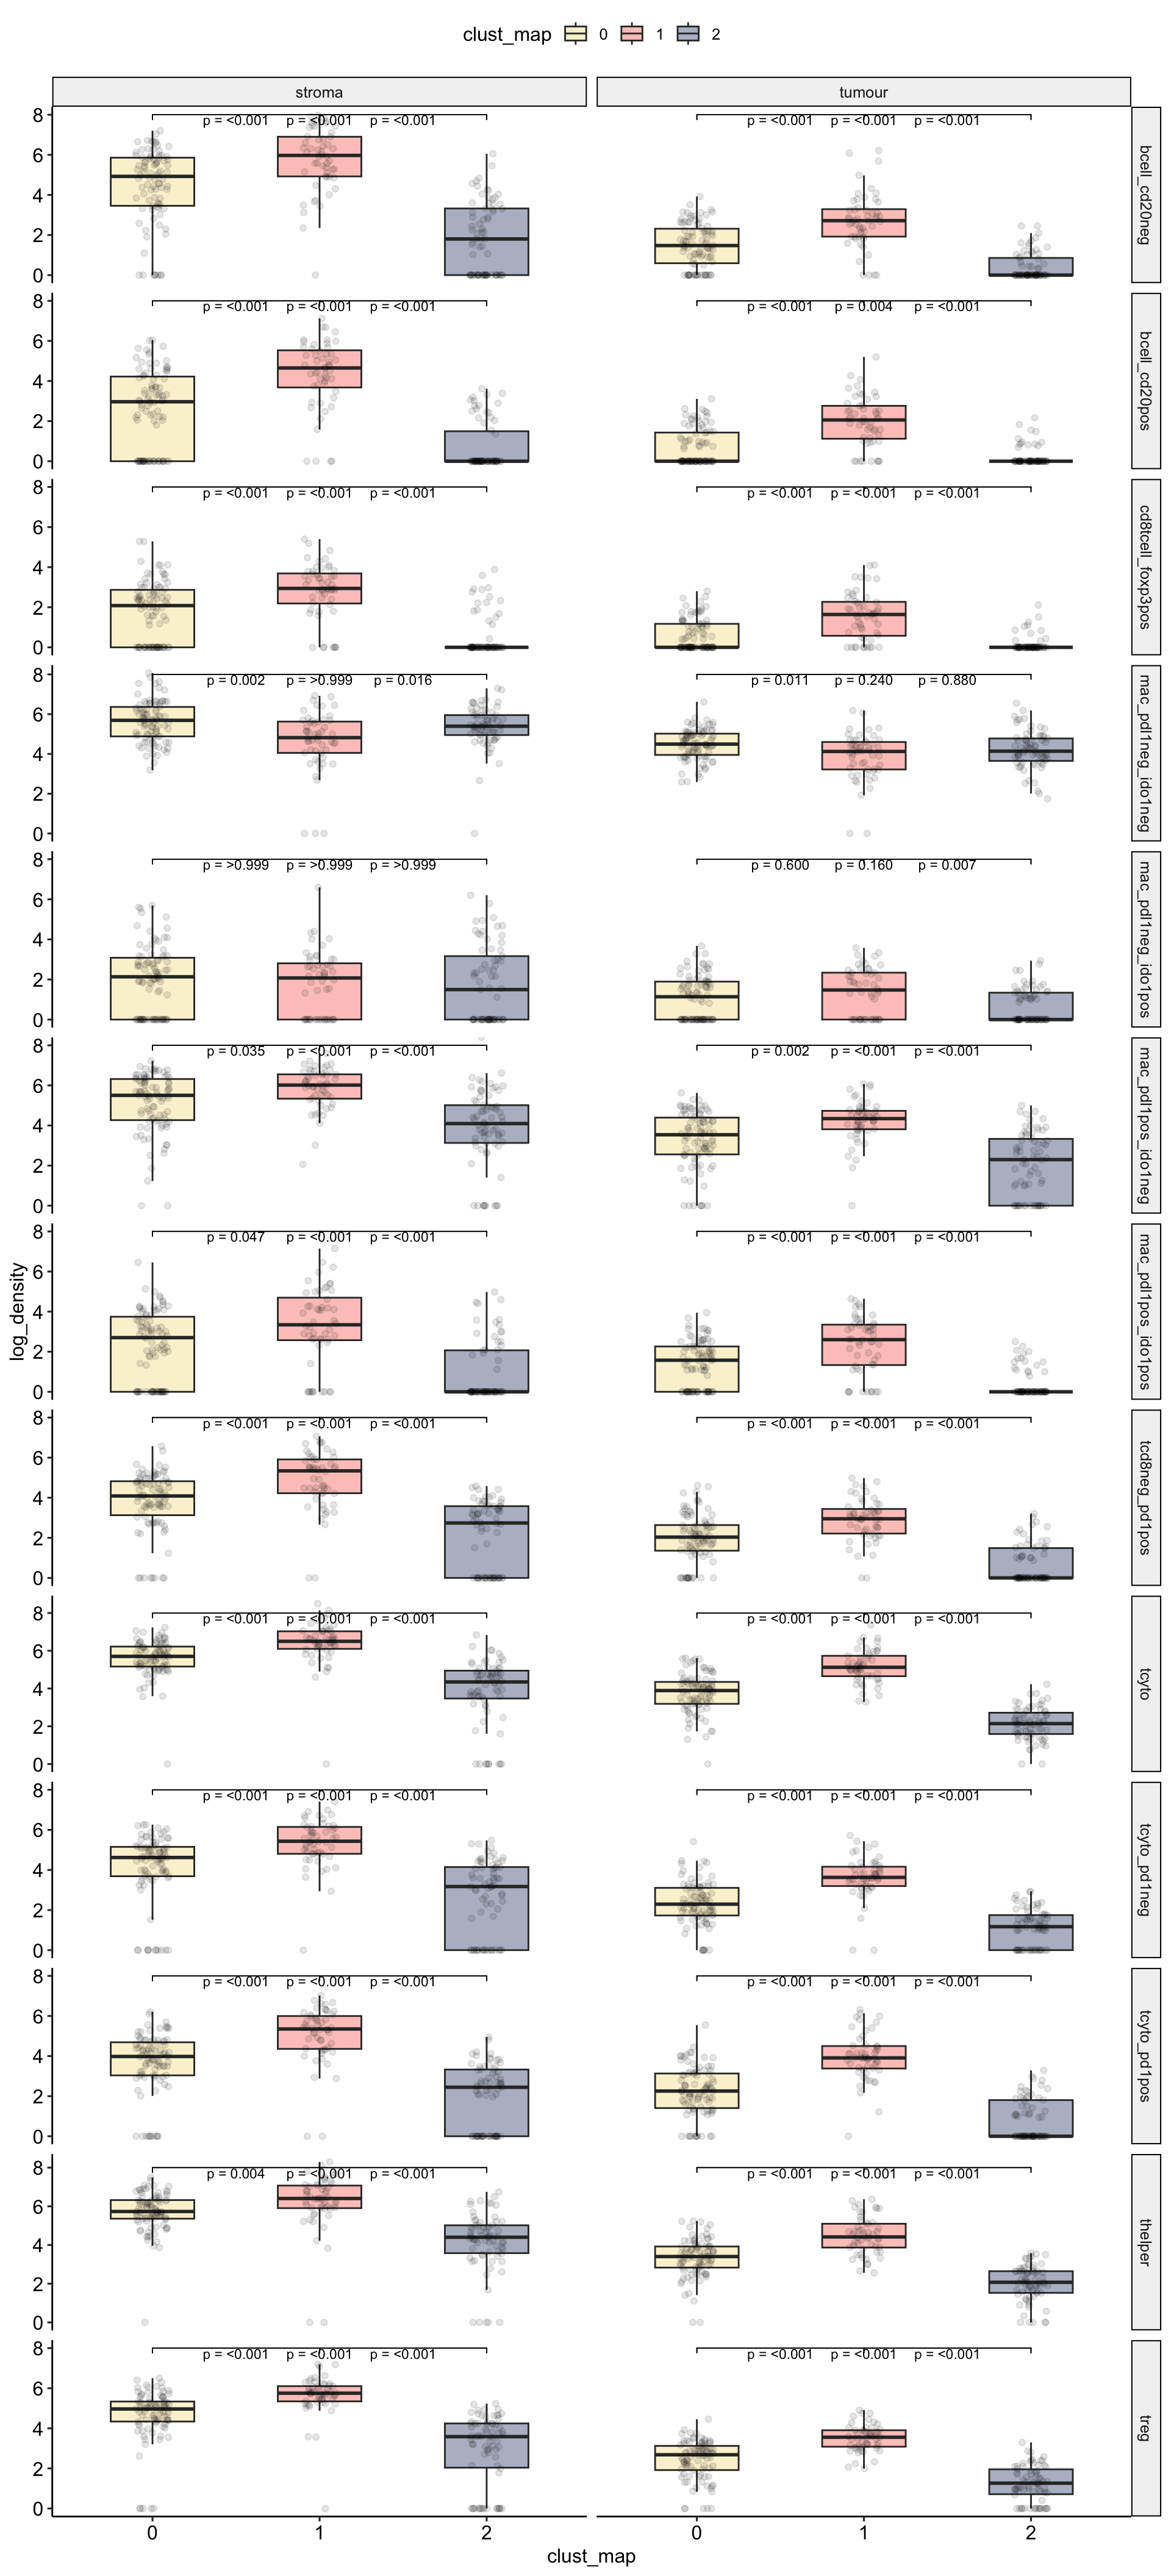 clust_map 0 1 2
stroma tumour
8 6 4 2 0 p = <0.001 p = <0.001 p = <0.001 p = <0.001 p = <0.001 p = <0.001 bcell_cd20neg
8 6 4 2 0 p = <0.001 p = <0.001 p = <0.001 p = <0.001 p = 0.004 p = <0.001 bcell_cd20pos
8 6 4 2 0 p = <0.001 p = <0.001 p = <0.001 p = <0.001 p = <0.001 p = <0.001 cd8tcell_foxp3pos
8 6 4 2 0 p = 0.002 p = >0.999 p = 0.016 p = 0.011 p = 0.240 p = 0.880 mac_pdl1neg_ido1neg
8 6 4 2 0 p = >0.999 p = >0.999 p = >0.999 p = 0.600 p = 0.160 p = 0.007 mac_pdl1neg_ido1pos
8 6 4 2 0 p = 0.035 p = <0.001 p = <0.001 p = 0.002 p = <0.001 p = <0.001 mac_pdl1pos_ido1neg
log_density
8 6 4 2 0 p = 0.047 p = <0.001 p = <0.001 p = <0.001 p = <0.001 p = <0.001 mac_pdl1pos_ido1pos
8 6 4 2 0 p = <0.001 p = <0.001 p = <0.001 p = <0.001 p = <0.001 p = <0.001 tcd8neg_pd1pos
8 6 4 2 0 p = <0.001 p = <0.001 p = <0.001 p = <0.001 p = <0.001 p = <0.001 tcyto
8 6 4 2 0 p = <0.001 p = <0.001 p = <0.001 p = <0.001 p = <0.001 p = <0.001 tcyto_pd1neg
8 6 4 2 0 p = <0.001 p = <0.001 p = <0.001 p = <0.001 p = <0.001 p = <0.001 tcyto_pd1pos
8 6 4 2 0 p = 0.004 p = <0.001 p = <0.001 p = <0.001 p = <0.001 p = <0.001 thelper
8 6 4 2 0 p = <0.001 p = <0.001 p = <0.001 p = <0.001 p = <0.001 p = <0.001 treg
0 1 2 0 1 2
clust_map